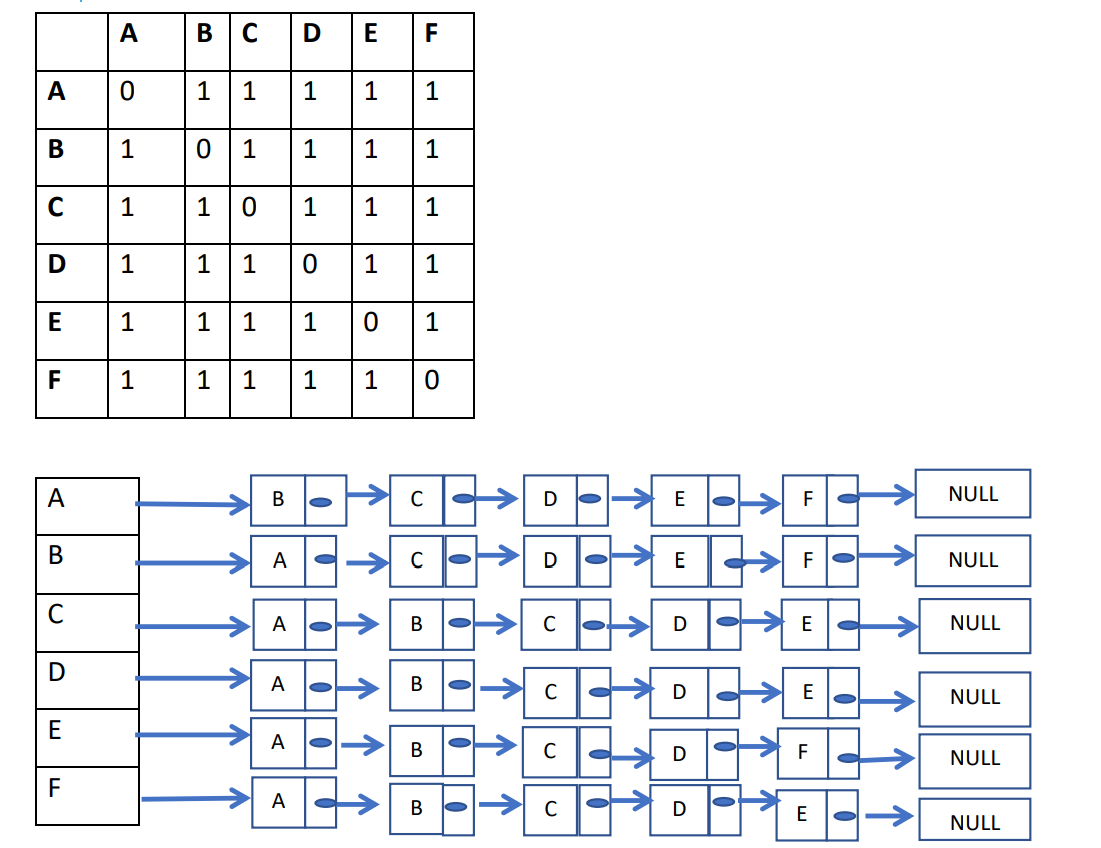 A B C D E F
A 0 1 1 1 1 1
B 1 0 1 1 1 1
C 1 1 0 1 1 1
D 1 1 1 0 1 1
E 1 1 1 1 0 1
F 1 1 1 1 1 0
A B C D E F NULL
B A C D E F NULL
C A B C D E NULL
D A B C D E NULL
E A B C D F NULL
F A B C D E NULL